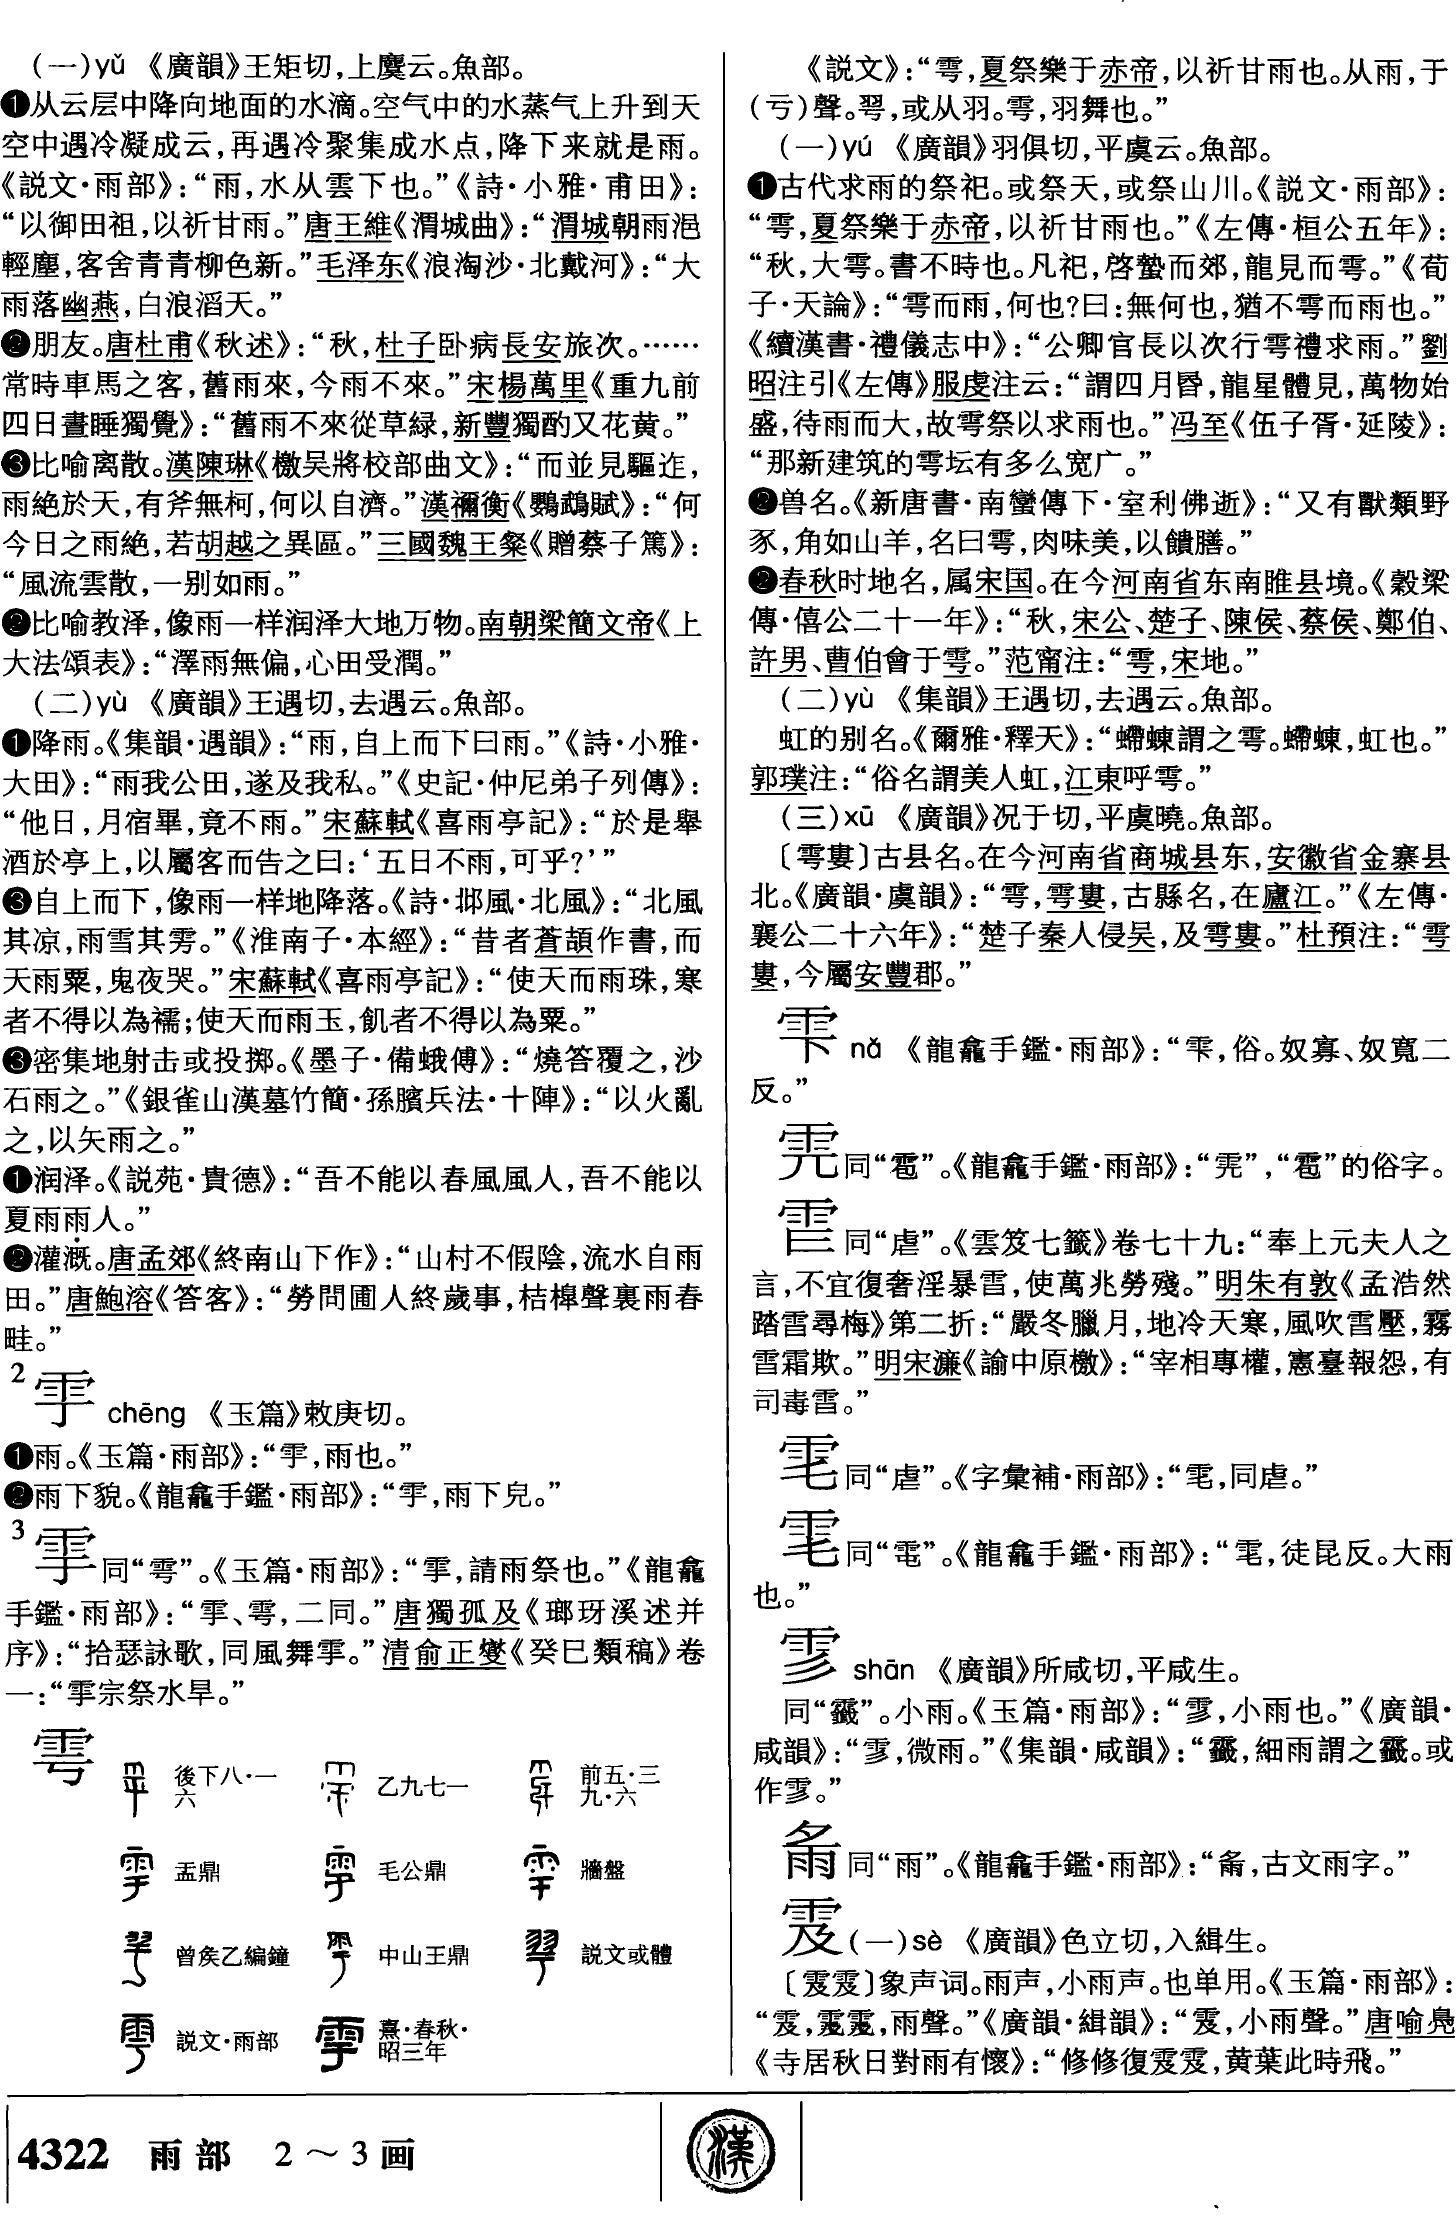 (一)yǔ 《廣韻》王矩切,上麌云。魚部。
❶从云层中降向地面的水滴。空气中的水蒸气上升到天
空中遇冷凝成云,再遇冷聚集成水点,降下来就是雨。
《説文·雨部》:“雨,水从雲下也。”《詩·小雅·甫田》:
“以御田祖,以祈甘雨。”唐王維《渭城曲》:“渭城朝雨浥
輕塵,客舍青青柳色新。”毛泽东《浪淘沙·北戴河》:“大
雨落幽燕,白浪滔天。”
❷朋友。唐杜甫《秋述》:“秋,杜子卧病長安旅次。……
常時車馬之客,舊雨來,今雨不來。”宋楊萬里《重九前
四日晝睡獨覺》:“舊雨不來從草緑,新豐獨酌又花黄。”
❸比喻离散。漢陳琳《檄吴將校部曲文》:“而並見驅迮,
雨絶於天,有斧無柯,何以自濟。”漢禰衡《鸚鵡賦》:“何
今日之雨絶,若胡越之異區。”三國魏王粲《贈蔡子篤》:
“風流雲散,一别如雨。”
❷比喻教泽,像雨一样润泽大地万物。南朝梁簡文帝《上
大法頌表》:“澤雨無偏,心田受潤。”
(二)yù 《廣韻》王遇切,去遇云。魚部。
❶降雨。《集韻·遇韻》:“雨,自上而下曰雨。”《詩·小雅·
大田》:“雨我公田,遂及我私。”《史記·仲尼弟子列傳》:
“他日,月宿畢,竟不雨。”宋蘇軾《喜雨亭記》:“於是舉
酒於亭上,以屬客而告之曰:‘五日不雨,可乎?’”
❸自上而下,像雨一样地降落。《詩·邶風·北風》:“北風
其凉,雨雪其雱。”《淮南子·本經》:“昔者蒼頡作書,而
天雨粟,鬼夜哭。”宋蘇軾《喜雨亭記》:“使天而雨珠,寒
者不得以為襦;使天而雨玉,飢者不得以為粟。”
❸密集地射击或投掷。《墨子·備蛾傅》:“燒答覆之,沙
石雨之。”《銀雀山漢墓竹簡·孫臏兵法·十陣》:“以火亂
之,以矢雨之。”
❶润泽。《説苑·貴德》:“吾不能以春風風人,吾不能以
夏雨雨人。”
❷灌溉。唐孟郊《終南山下作》:“山村不假陰,流水自雨
田。”唐鮑溶《答客》:“勞問圃人終歲事,桔槔聲裏雨春
畦。”
2 𩁹 chēng 《玉篇》敕庚切。
❶雨。《玉篇·雨部》:“𩁹,雨也。”
❷雨下貌。《龍龕手鑑·雨部》:“𩁹,雨下皃。”
3 雽同“雩”。《玉篇·雨部》:“雽,請雨祭也。”《龍龕
手鑑·雨部》:“雽、雩,二同。”唐獨孤及《瑯玡溪述并
序》:“拾瑟詠歌,同風舞雽。”清俞正燮《癸巳類稿》卷
一:“雽宗祭水旱。”
雩
後下八·一六 乙九七一 前五·三九·六
盂鼎 毛公鼎 牆盤
曾矦乙編鐘 中山王鼎 説文或體
説文·雨部 熹·春秋·昭三年
《説文》:“雩,夏祭樂于赤帝,以祈甘雨也。从雨,于
(亏)聲。𦏻,或从羽。雩,羽舞也。”
(一)yú 《廣韻》羽俱切,平虞云。魚部。
❶古代求雨的祭祀。或祭天,或祭山川。《説文·雨部》:
“雩,夏祭樂于赤帝,以祈甘雨也。”《左傳·桓公五年》:
“秋,大雩。書不時也。凡祀,啓蟄而郊,龍見而雩。”《荀
子·天論》:“雩而雨,何也?曰:無何也,猶不雩而雨也。”
《續漢書·禮儀志中》:“公卿官長以次行雩禮求雨。”劉
昭注引《左傳》服虔注云:“謂四月昏,龍星體見,萬物始
盛,待雨而大,故雩祭以求雨也。”冯至《伍子胥·延陵》:
“那新建筑的雩坛有多么宽广。”
❷兽名。《新唐書·南蠻傳下·室利佛逝》:“又有獸類野
豕,角如山羊,名曰雩,肉味美,以饋膳。”
❷春秋时地名,属宋国。在今河南省东南睢县境。《穀梁
傳·僖公二十一年》:“秋,宋公、楚子、陳侯、蔡侯、鄭伯、
許男、曹伯會于雩。”范甯注:“雩,宋地。”
(二)yù 《集韻》王遇切,去遇云。魚部。
虹的别名。《爾雅·釋天》:“螮蝀謂之雩。螮蝀,虹也。”
郭璞注:“俗名謂美人虹,江東呼雩。”
(三)xū 《廣韻》况于切,平虞曉。魚部。
〔雩婁〕古县名。在今河南省商城县东,安徽省金寨县
北。《廣韻·虞韻》:“雩,雩婁,古縣名,在廬江。”《左傳·
襄公二十六年》:“楚子秦人侵吴,及雩婁。”杜預注:“雩
婁,今屬安豐郡。”
雫 nǎ 《龍龕手鑑·雨部》:“雫,俗。奴寡、奴寬二
反。”
同“雹”。《龍龕手鑑·雨部》:“”,“雹”的俗字。
同“虐”。《雲笈七籤》卷七十九:“奉上元夫人之
言,不宜復奢淫暴,使萬兆勞殘。”明朱有敦《孟浩然
踏雪尋梅》第二折:“嚴冬臘月,地冷天寒,風吹雪壓,霧
霜欺。”明宋濂《諭中原檄》:“宰相專權,憲臺報怨,有
司毒。”
同“虐”。《字彙補·雨部》:“,同虐。”
同“”。《龍龕手鑑·雨部》:“,徒昆反。大雨
也。”
雵 shān 《廣韻》所咸切,平咸生。
同“䨘”。小雨。《玉篇·雨部》:“,小雨也。”《廣韻·
咸韻》:“,微雨。”《集韻·咸韻》:“,細雨謂之。或
作。”
同“雨”。《龍龕手鑑·雨部》:“,古文雨字。”
䨛(一)sè 《廣韻》色立切,入緝生。
〔〕象声词。雨声,小雨声。也单用。《玉篇·雨部》:
“,雨聲。”《廣韻·緝韻》:“,小雨聲。”唐喻凫
《寺居秋日對雨有懷》:“修修復,黄葉此時飛。”
4322 雨部 2～3画
漢